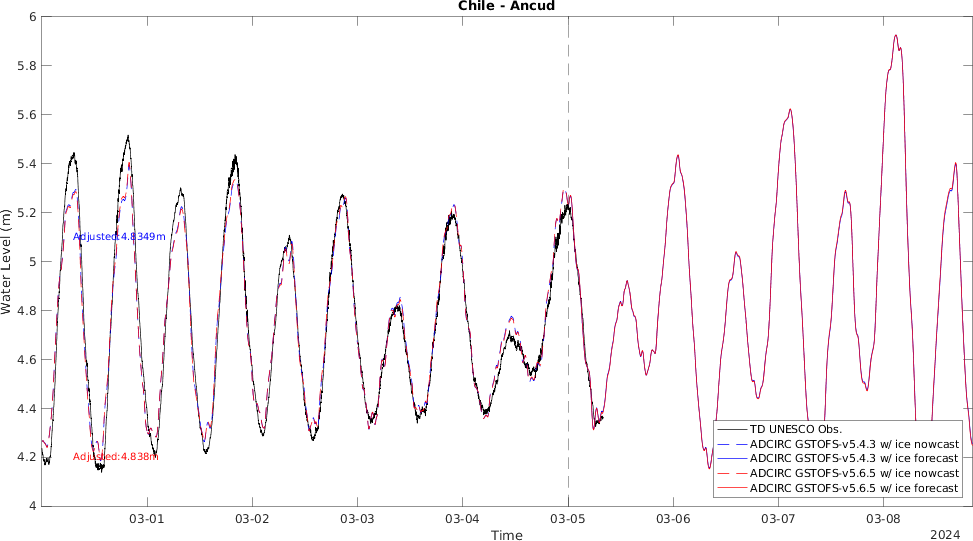 Chile - Ancud
6
5.8
5.6
5.4
5.2
5
4.8
4.6
4.4
4.2
4
Water Level (m)
Adjusted:4.8349m
Adjusted:4.838m
TD UNESCO Obs.
ADCIRC GSTOFS-v5.4.3 w/ ice nowcast
ADCIRC GSTOFS-v5.4.3 w/ ice forecast
ADCIRC GSTOFS-v5.6.5 w/ ice nowcast
ADCIRC GSTOFS-v5.6.5 w/ ice forecast
03-01 03-02 03-03 03-04 03-05 03-06 03-07 03-08
Time
2024